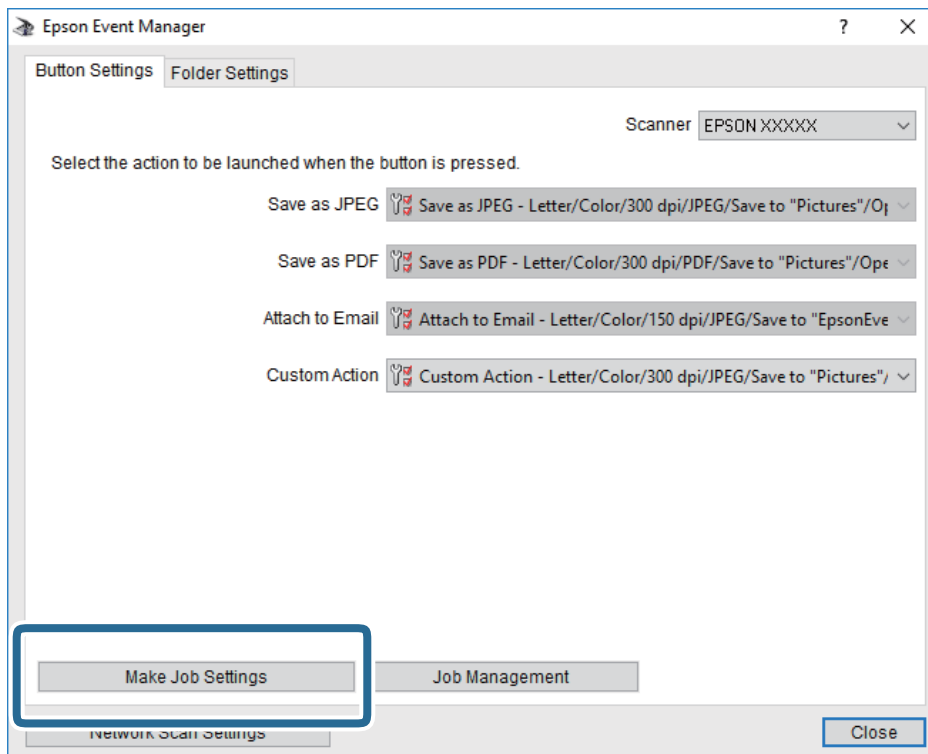 Epson Event Manager
Button Settings Folder Settings
Scanner EPSON XXXXX
Select the action to be launched when the button is pressed.
Save as JPEG Save as JPEG - Letter/Color/300 dpi/JPEG/Save to "Pictures"/Op
Save as PDF Save as PDF - Letter/Color/300 dpi/PDF/Save to "Pictures"/Ope
Attach to Email Attach to Email - Letter/Color/150 dpi/JPEG/Save to "EpsonEve
Custom Action Custom Action - Letter/Color/300 dpi/JPEG/Save to "Pictures"/
Make Job Settings Job Management
Network Scan Settings Close